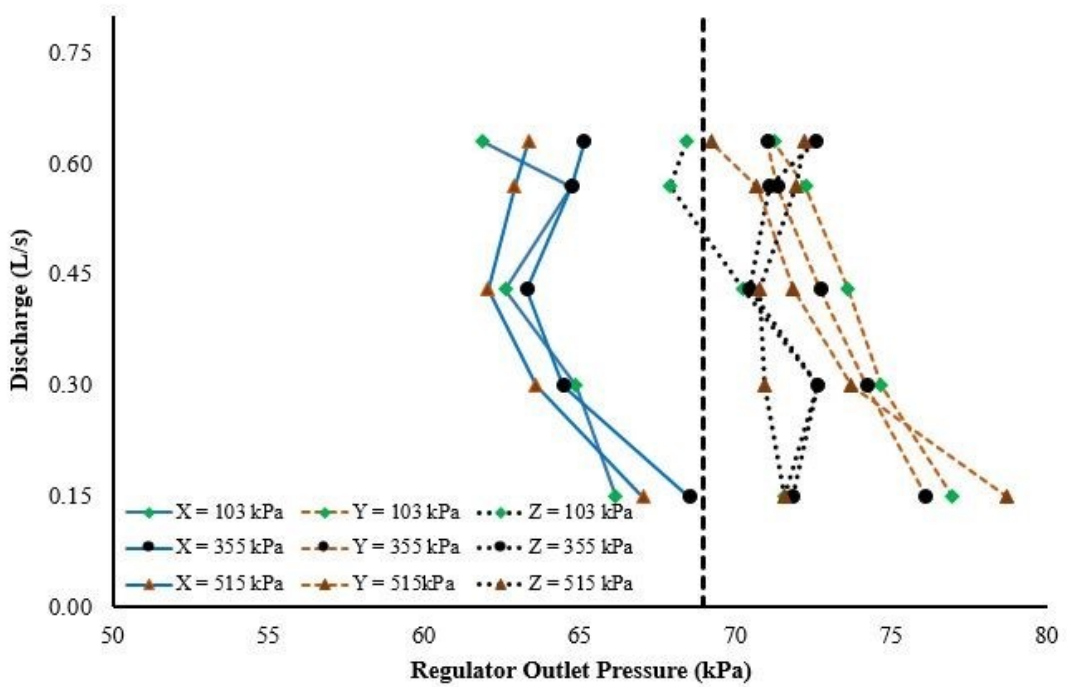 0.75
0.60
0.45
0.30
0.15
0.00
Discharge (L/s)
X = 103 kPa Y = 103 kPa Z = 103 kPa
X = 355 kPa Y = 355 kPa Z = 355 kPa
X = 515 kPa Y = 515kPa Z = 515 kPa
50 55 60 65 70 75 80
Regulator Outlet Pressure (kPa)